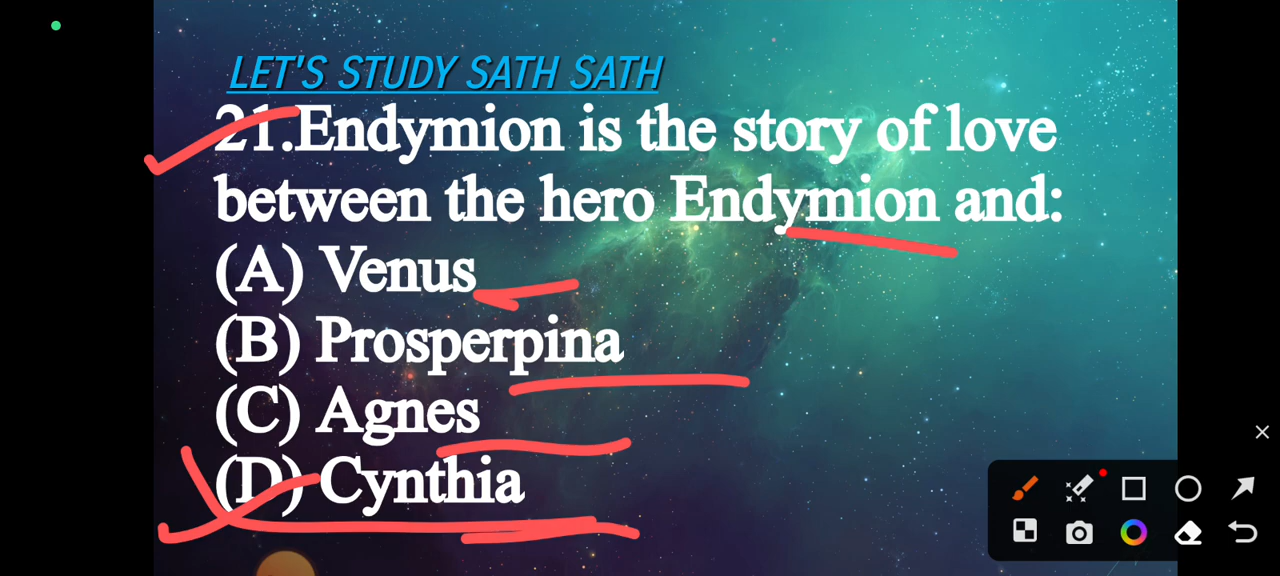 LET'S STUDY SATH SATH
21.Endymion is the story of love
between the hero Endymion and:
(A) Venus
(B) Prosperpina
(C) Agnes
(D) Cynthia